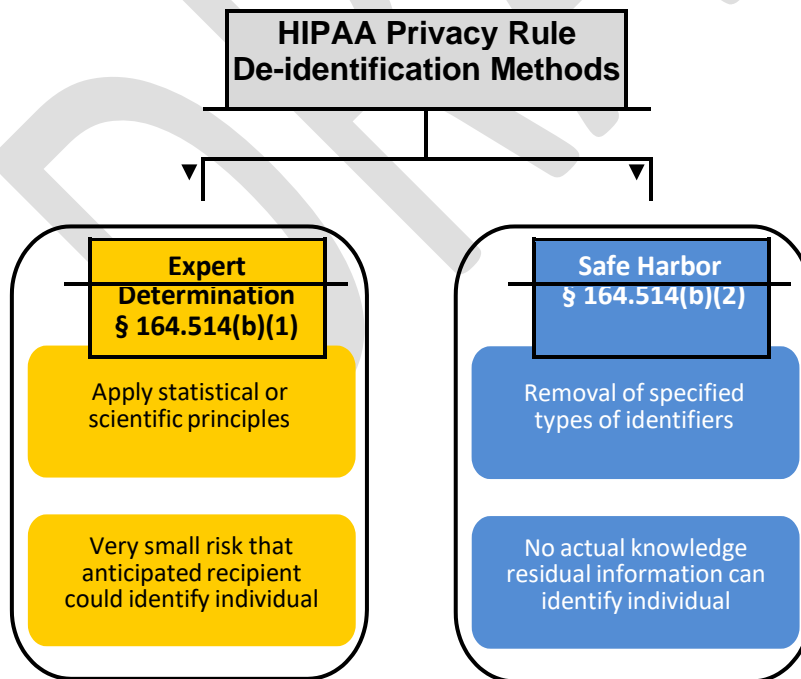 HIPAA Privacy Rule
De-identification Methods
Expert
Determination
§ 164.514(b)(1)
Apply statistical or
scientific principles
Very small risk that
anticipated recipient
could identify individual
Safe Harbor
§ 164.514(b)(2)
Removal of specified
types of identifiers
No actual knowledge
residual information can
identify individual